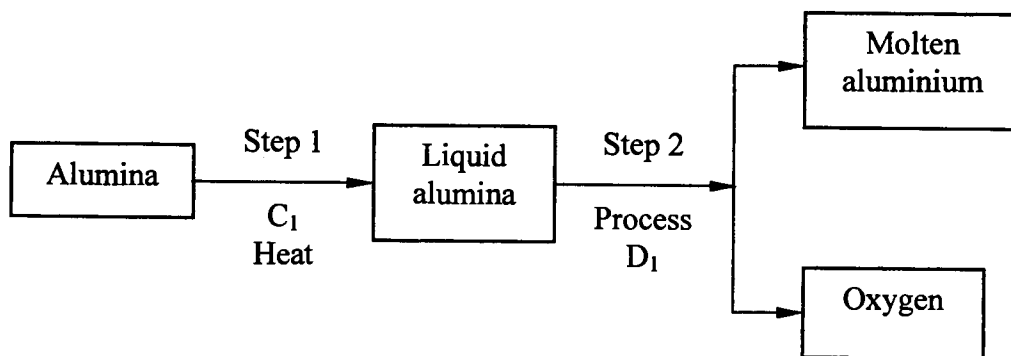 Molten
aluminium
Step 1
Liquid
alumina
Step 2
Alumina
C₁
Heat
Process
D₁
Oxygen